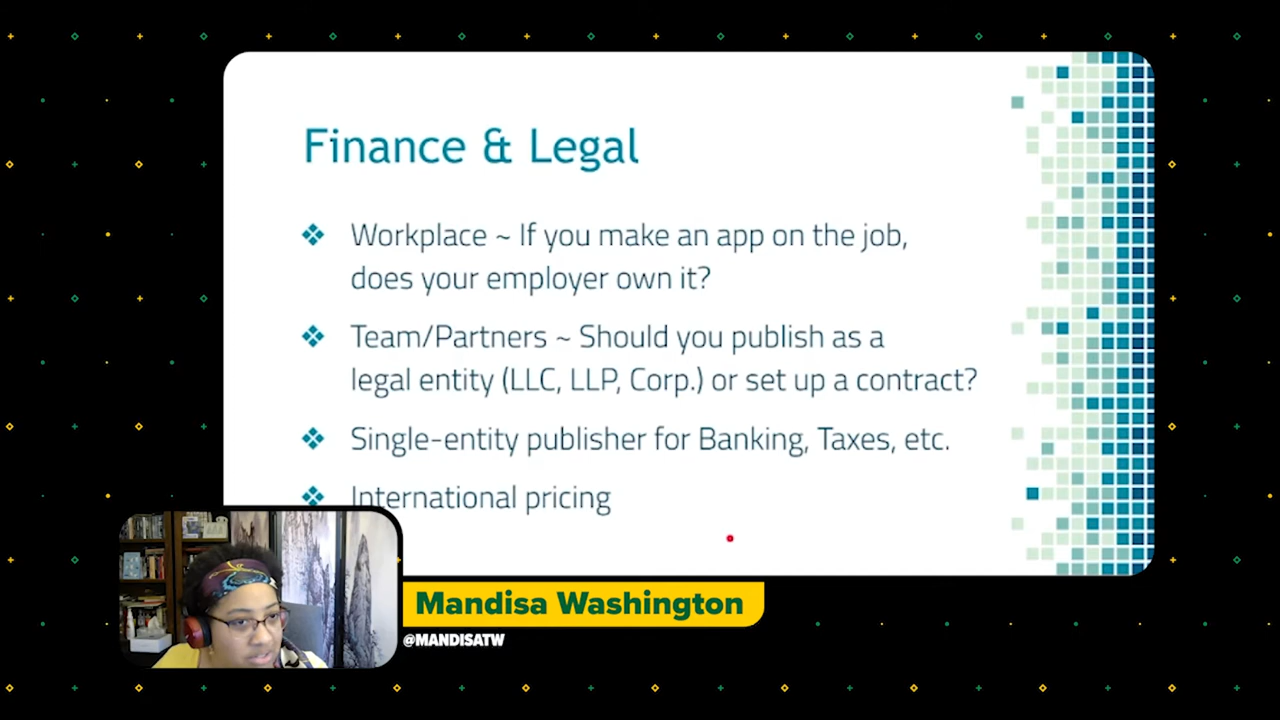 Finance & Legal
Workplace ~ If you make an app on the job,
does your employer own it?
Team/Partners ~ Should you publish as a
legal entity (LLC, LLP, Corp.) or set up a contract?
Single-entity publisher for Banking, Taxes, etc.
International pricing
Mandisa Washington
@MANDISATW